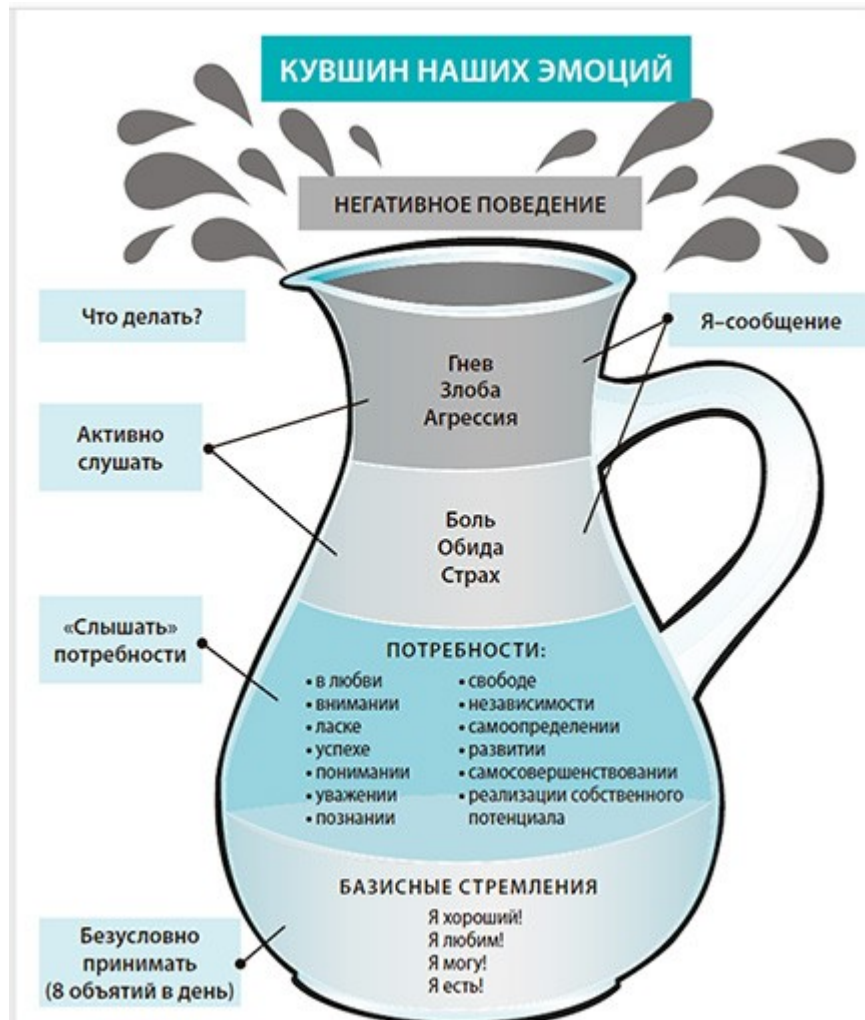 КУВШИН НАШИХ ЭМОЦИЙ
НЕГАТИВНОЕ ПОВЕДЕНИЕ
Что делать?
Я–сообщение
Гнев
Злоба
Агрессия
Активно
слушать
Боль
Обида
Страх
«Слышать»
потребности
ПОТРЕБНОСТИ:
• в любви
• внимании
• ласке
• успехе
• понимании
• уважении
• познании
• свободе
• независимости
• самоопределении
• развитии
• самосовершенствовании
• реализации собственного
потенциала
БАЗИСНЫЕ СТРЕМЛЕНИЯ
Я хороший!
Я любим!
Я могу!
Я есть!
Безусловно
принимать
(8 объятий в день)